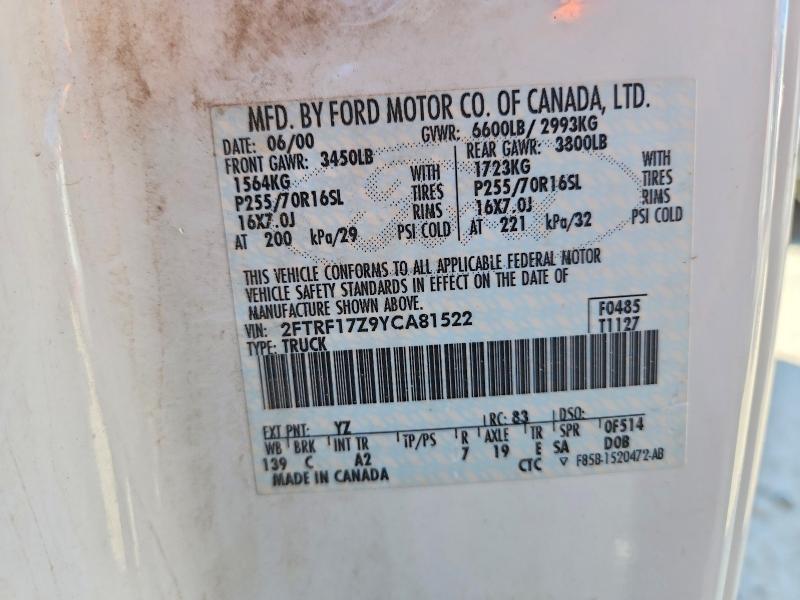 MFD. BY FORD MOTOR CO. OF CANADA, LTD.
DATE: 06/00 GVWR: 6600LB/ 2993KG
FRONT GAWR: 3450LB REAR GAWR: 3800LB
1564KG WITH 1723KG WITH
P255/70R16SL TIRES P255/70R16SL TIRES
16X7.0J RIMS 16X7.0J RIMS
AT 200 kPa/29 PSI COLD AT 221 kPa/32 PSI COLD
THIS VEHICLE CONFORMS TO ALL APPLICABLE FEDERAL MOTOR
VEHICLE SAFETY STANDARDS IN EFFECT ON THE DATE OF
MANUFACTURE SHOWN ABOVE.
VIN: 2FTRF17Z9YCA81522 F0485
TYPE: TRUCK T1127
EXT PNT: YZ RC: 83 DSO:
WB BRK INT TR TP/PS R AXLE TR SPR 0F514
139 C A2 7 19 E SA DOB
MADE IN CANADA CTC F85B-1520472-AB